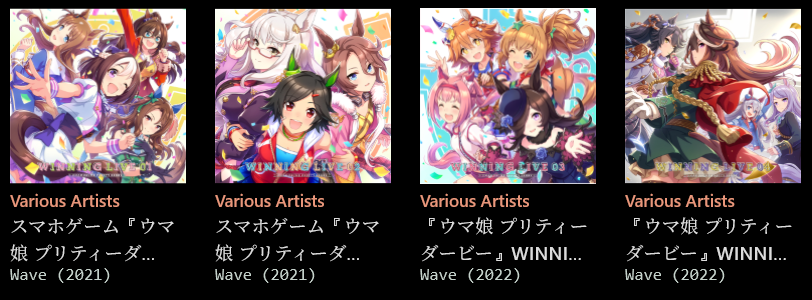 WINNING LIVE 01
WINNING LIVE 02
WINNING LIVE 03
WINNING LIVE 04
Various Artists
スマホゲーム『ウマ
娘 プリティーダ…
Wave (2021)
Various Artists
スマホゲーム『ウマ
娘 プリティーダ…
Wave (2021)
Various Artists
『ウマ娘 プリティー
ダービー』WINNI…
Wave (2022)
Various Artists
『ウマ娘 プリティー
ダービー』WINNI…
Wave (2022)